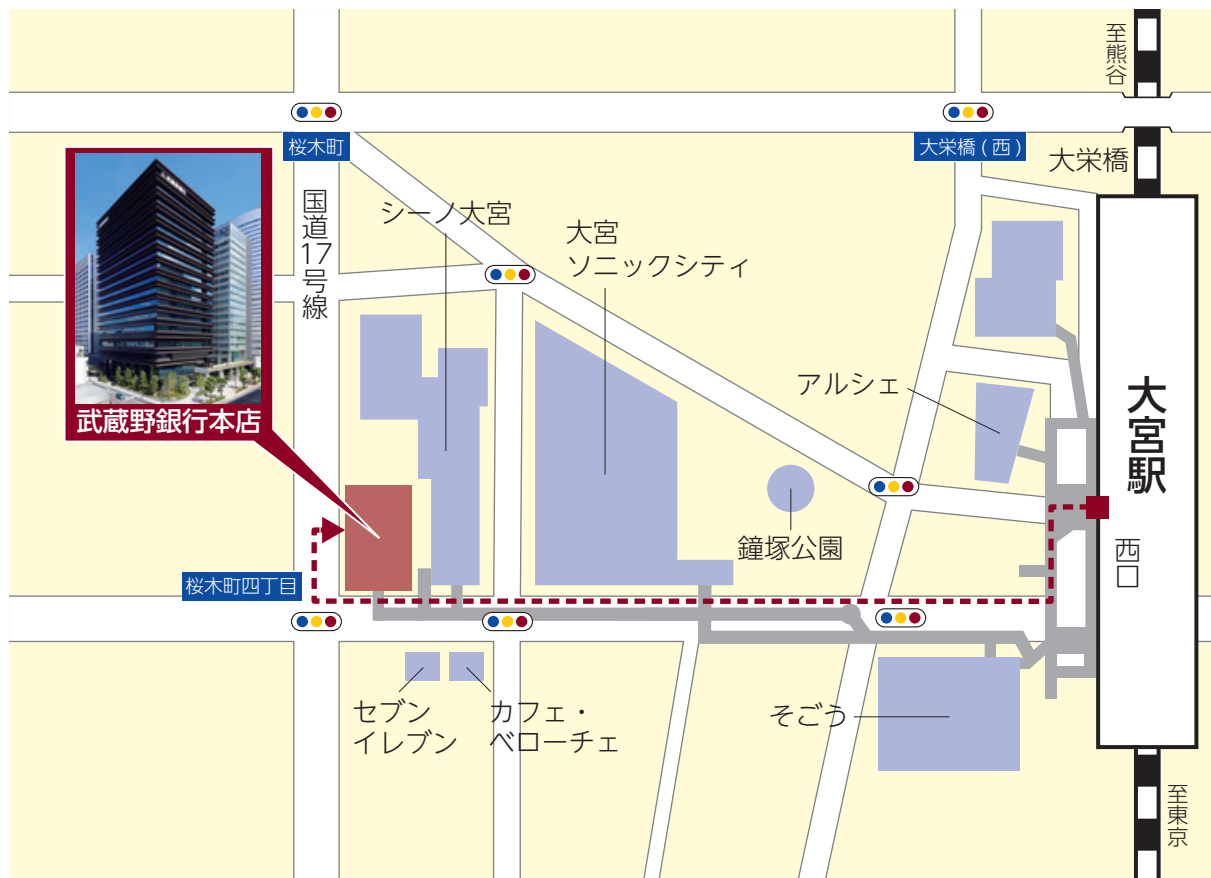 至熊谷
桜木町
大栄橋(西)
大栄橋
国道17号線
シーノ大宮
大宮
ソニックシティ
アルシェ
大宮駅
武蔵野銀行本店
鐘塚公園
西口
桜木町四丁目
セブン
イレブン
カフェ・
ベローチェ
そごう
至東京